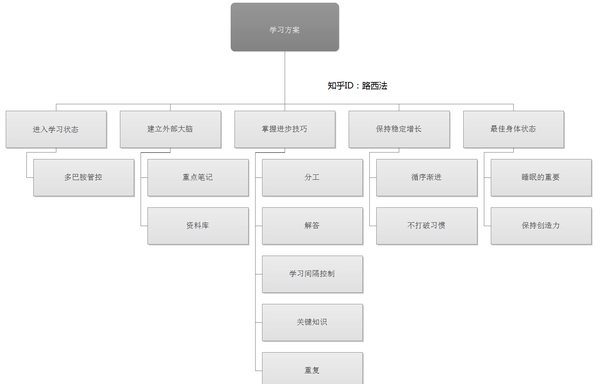 学习方案
知乎ID：路西法
进入学习状态
建立外部大脑
掌握进步技巧
保持稳定增长
最佳身体状态
多巴胺管控
重点笔记
分工
循序渐进
睡眠的重要
资料库
解答
不打破习惯
保持创造力
学习间隔控制
关键知识
重复